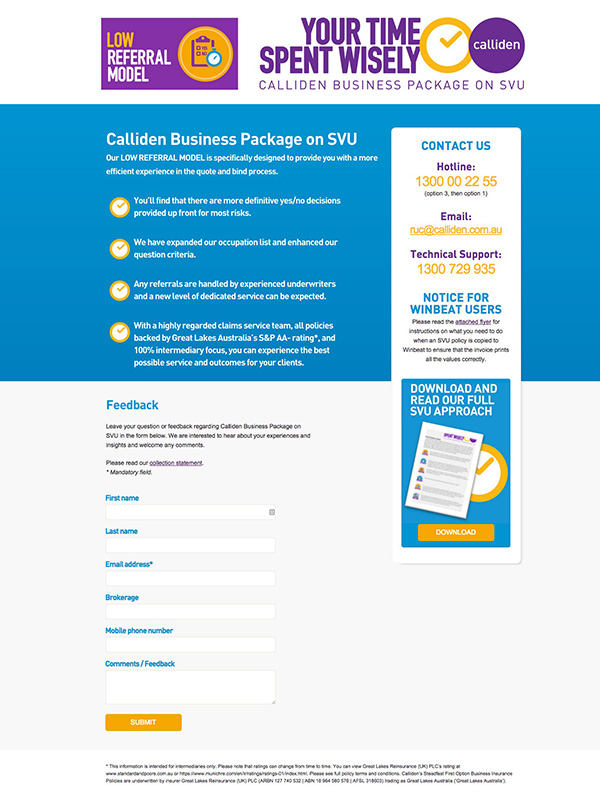 LOW
REFERRAL
MODEL
YES
NO
YOUR TIME
SPENT WISELY
calliden
CALLIDEN BUSINESS PACKAGE ON SVU
Calliden Business Package on SVU
Our LOW REFERRAL MODEL is specifically designed to provide you with a more
efficient experience in the quote and bind process.
You'll find that there are more definitive yes/no decisions
provided up front for most risks.
We have expanded our occupation list and enhanced our
question criteria.
Any referrals are handled by experienced underwriters
and a new level of dedicated service can be expected.
With a highly regarded claims service team, all policies
backed by Great Lakes Australia's S&P AA- rating*, and
100% intermediary focus, you can experience the best
possible service and outcomes for your clients.
CONTACT US
Hotline:
1300 00 22 55
(option 3, then option 1)
Email:
ruc@calliden.com.au
Technical Support:
1300 729 935
NOTICE FOR
WINBEAT USERS
Please read the attached flyer for
instructions on what you need to do
when an SVU policy is copied to
Winbeat to ensure that the invoice prints
all the values correctly.
DOWNLOAD AND
READ OUR FULL
SVU APPROACH
SPENT WISELY
DOWNLOAD
Feedback
Leave your question or feedback regarding Calliden Business Package on
SVU in the form below. We are interested to hear about your experiences and
insights and welcome any comments.
Please read our collection statement.
* Mandatory field.
First name
Last name
Email address*
Brokerage
Mobile phone number
Comments / Feedback
SUBMIT
* This information is intended for intermediaries only. Please note that ratings can change from time to time. You can view Great Lakes Reinsurance (UK) PLC's rating at
www.standardandpoors.com.au or https://www.munichre.com/en/ir/ratings/ratings-01/index.html. Please see full policy terms and conditions. Calliden's Steadfast First Option Business Insurance
Policies are underwritten by insurer Great Lakes Reinsurance (UK) PLC (ARBN 127 740 532 | ABN 18 964 580 576 | AFSL 318603) trading as Great Lakes Australia ('Great Lakes Australia').